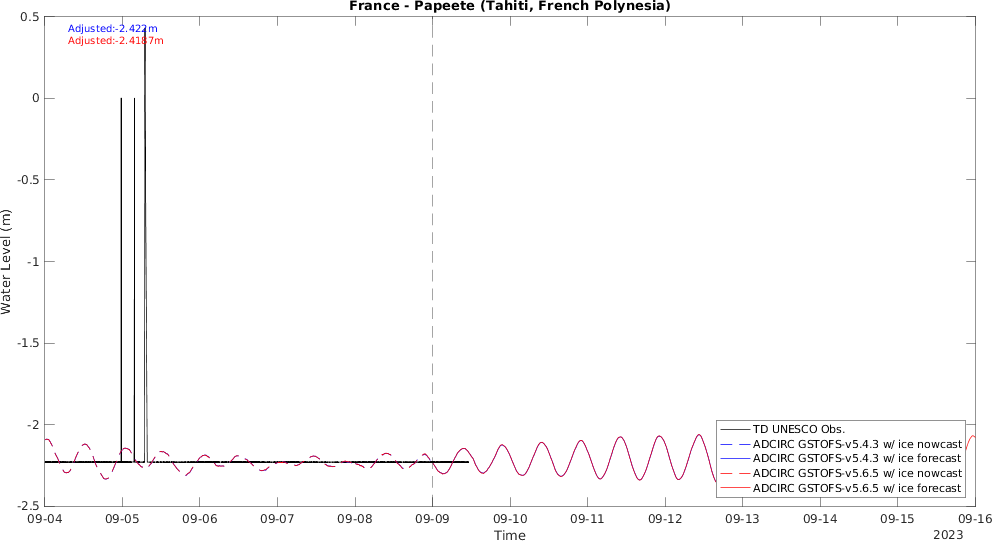 France - Papeete (Tahiti, French Polynesia)
Adjusted:-2.422m
Adjusted:-2.4187m
0.5
0
-0.5
-1
-1.5
-2
-2.5
Water Level (m)
TD UNESCO Obs.
ADCIRC GSTOFS-v5.4.3 w/ ice nowcast
ADCIRC GSTOFS-v5.4.3 w/ ice forecast
ADCIRC GSTOFS-v5.6.5 w/ ice nowcast
ADCIRC GSTOFS-v5.6.5 w/ ice forecast
09-04 09-05 09-06 09-07 09-08 09-09 09-10 09-11 09-12 09-13 09-14 09-15 09-16
Time
2023